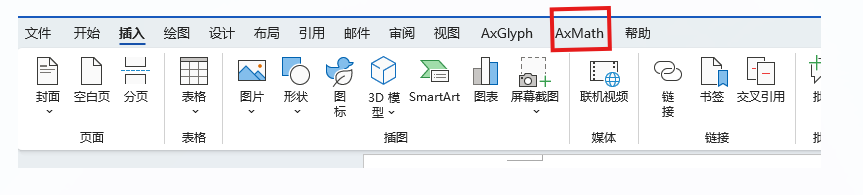 文件 开始 插入 绘图 设计 布局 引用 邮件 审阅 视图 AxGlyph AxMath 帮助
封面 空白页 分页 表格 图片 形状 图标 3D 模型 SmartArt 图表 屏幕截图 联机视频 链接 书签 交叉引用 批
页面 表格 插图 媒体 链接 批